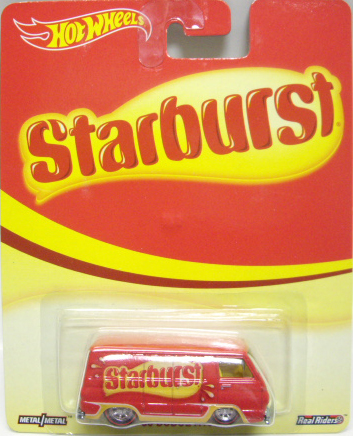 HOT WHEELS
Starburst
Starburst
METAL/METAL
Real Riders